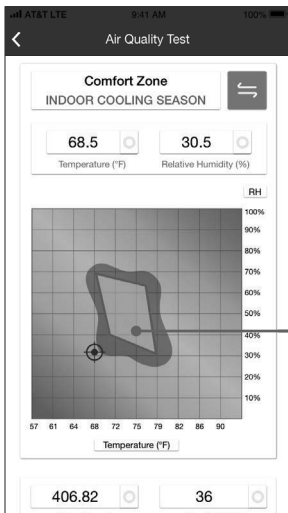 AT&T LTE 9:41 AM 100%
Air Quality Test
Comfort Zone
INDOOR COOLING SEASON
68.5 30.5
Temperature (°F) Relative Humidity (%)
RH
100%
90%
80%
70%
60%
50%
40%
30%
20%
10%
57 61 64 68 72 75 79 82 86 90
Temperature (°F)
406.82 36